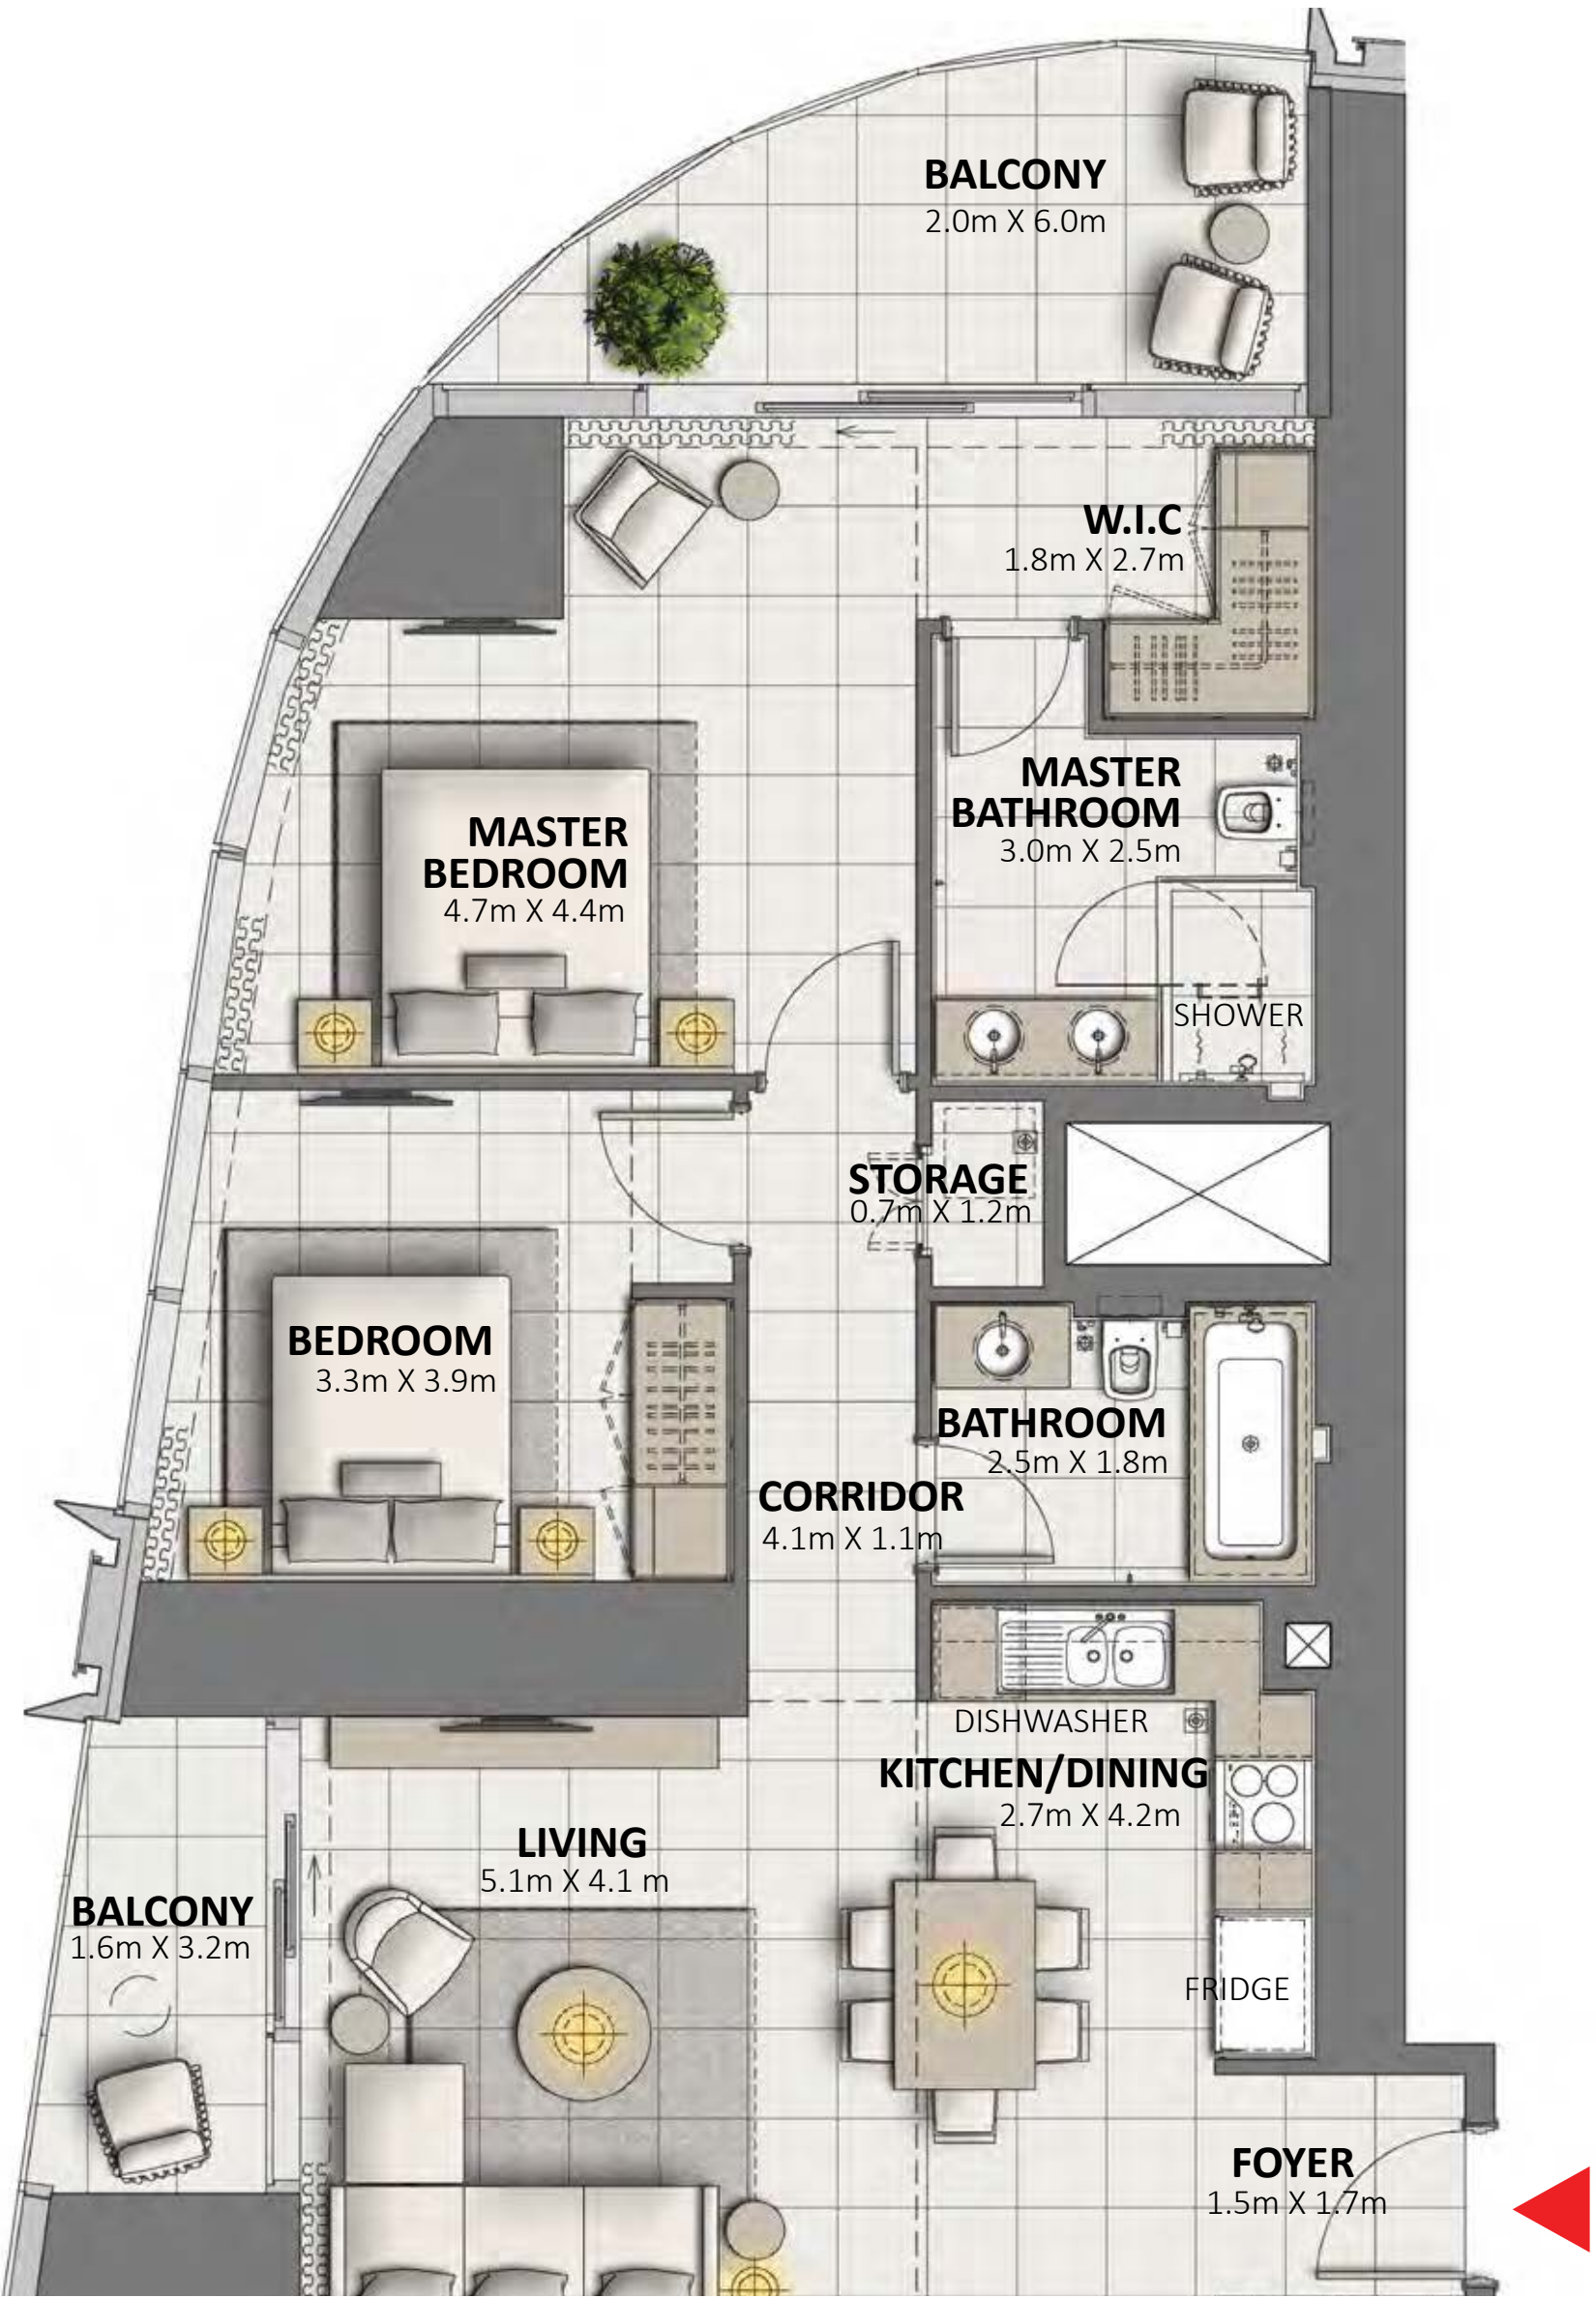 BALCONY
2.0m X 6.0m
W.I.C
1.8m X 2.7m
MASTER
BATHROOM
3.0m X 2.5m
MASTER
BEDROOM
4.7m X 4.4m
SHOWER
STORAGE
0.7m X 1.2m
BEDROOM
3.3m X 3.9m
BATHROOM
2.5m X 1.8m
CORRIDOR
4.1m X 1.1m
DISHWASHER
KITCHEN/DINING
2.7m X 4.2m
LIVING
5.1m X 4.1 m
BALCONY
1.6m X 3.2m
FRIDGE
FOYER
1.5m X 1.7m